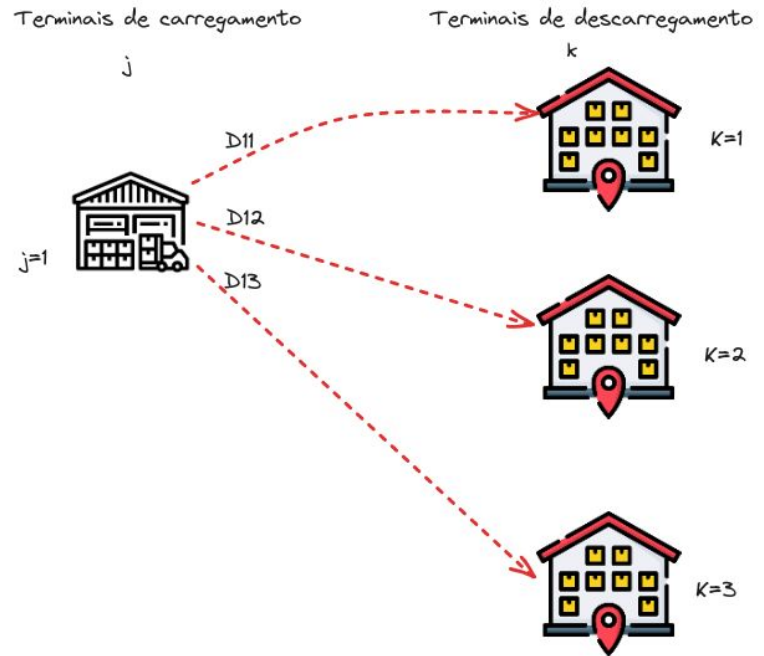 Terminais de carregamento
Terminais de descarregamento
j
k
D11
K=1
D12
j=1
D13
K=2
K=3